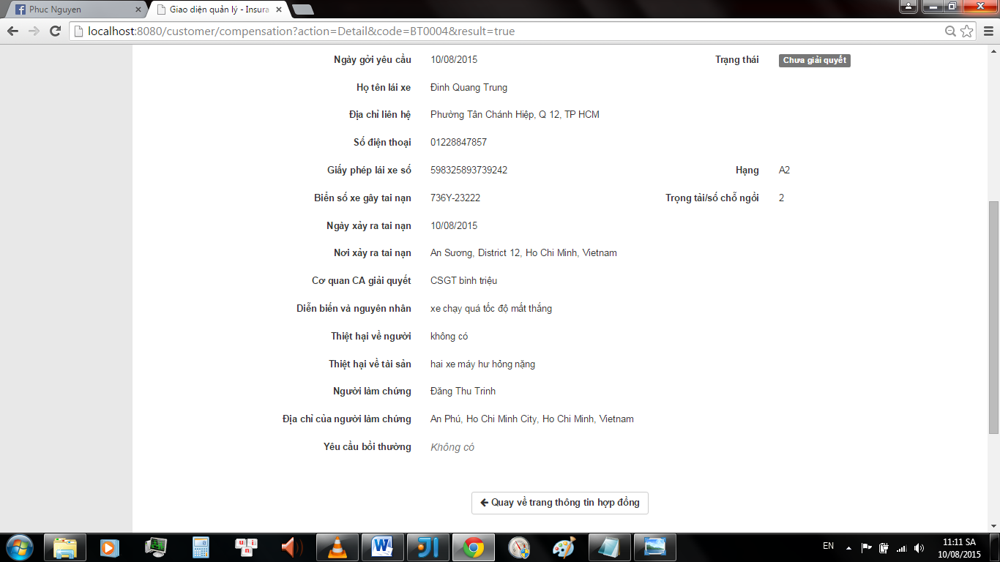 Phuc Nguyen
Giao diện quản lý - Insura
localhost:8080/customer/compensation?action=Detail&code=BT0004&result=true
Ngày gởi yêu cầu 10/08/2015 Trạng thái Chưa giải quyết
Họ tên lái xe Đinh Quang Trung
Địa chỉ liên hệ Phường Tân Chánh Hiệp, Q 12, TP HCM
Số điện thoại 01228847857
Giấy phép lái xe số 598325893739242 Hạng A2
Biển số xe gây tai nạn 736Y-23222 Trọng tải/số chỗ ngồi 2
Ngày xảy ra tai nạn 10/08/2015
Nơi xảy ra tai nạn An Sương, District 12, Ho Chi Minh, Vietnam
Cơ quan CA giải quyết CSGT bình triệu
Diễn biến và nguyên nhân xe chạy quá tốc độ mất thắng
Thiệt hại về người không có
Thiệt hại về tài sản hai xe máy hư hỏng nặng
Người làm chứng Đăng Thu Trinh
Địa chỉ của người làm chứng An Phú, Ho Chi Minh City, Ho Chi Minh, Vietnam
Yêu cầu bồi thường Không có
Quay về trang thông tin hợp đồng
EN 11:11 SA
10/08/2015